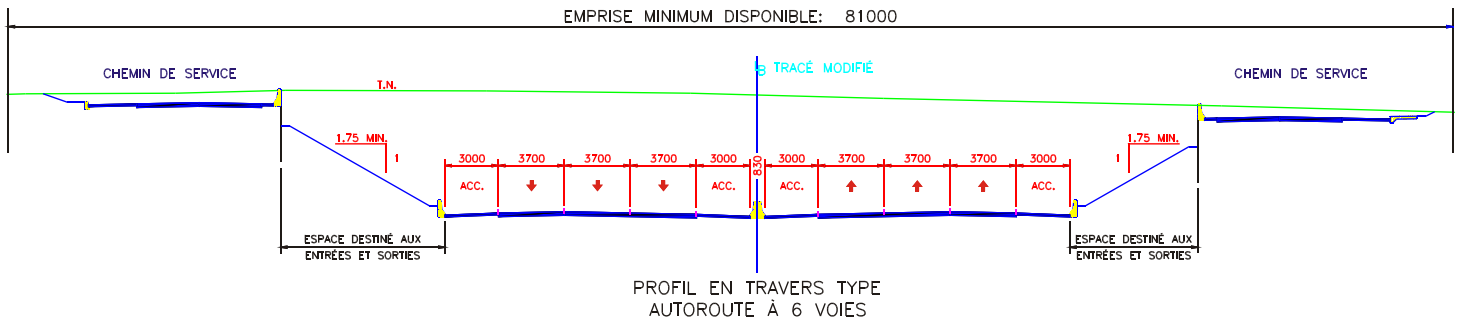 EMPRISE MINIMUM DISPONIBLE: 81000
CHEMIN DE SERVICE
T.N.
TRACÉ MODIFIÉ
CHEMIN DE SERVICE
1.75 MIN.
1
3000 3700 3700 3700 3000 830 3000 3700 3700 3700 3000
1.75 MIN.
1
ACC. ACC. ACC. ACC.
ESPACE DESTINÉ AUX
ENTRÉES ET SORTIES
ESPACE DESTINÉ AUX
ENTRÉES ET SORTIES
PROFIL EN TRAVERS TYPE
AUTOROUTE À 6 VOIES